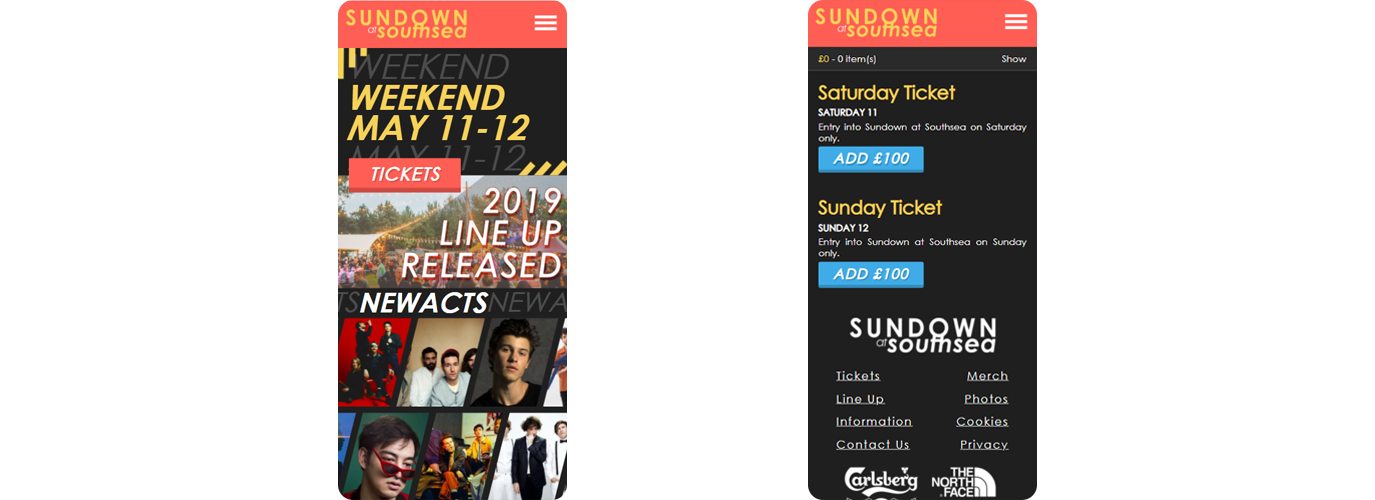 SUNDOWN
at southsea
WEEKEND
WEEKEND
MAY 11-12
MAY 11-12
TICKETS
2019
LINE UP
RELEASED
TS NEWACTS NEWA
SUNDOWN
at southsea
£0 - 0 item(s) Show
Saturday Ticket
SATURDAY 11
Entry into Sundown at Southsea on Saturday
only.
ADD £100
Sunday Ticket
SUNDAY 12
Entry into Sundown at Southsea on Sunday
only.
ADD £100
SUNDOWN
at southsea
Tickets Merch
Line Up Photos
Information Cookies
Contact Us Privacy
Carlsberg THE
NORTH
FACE